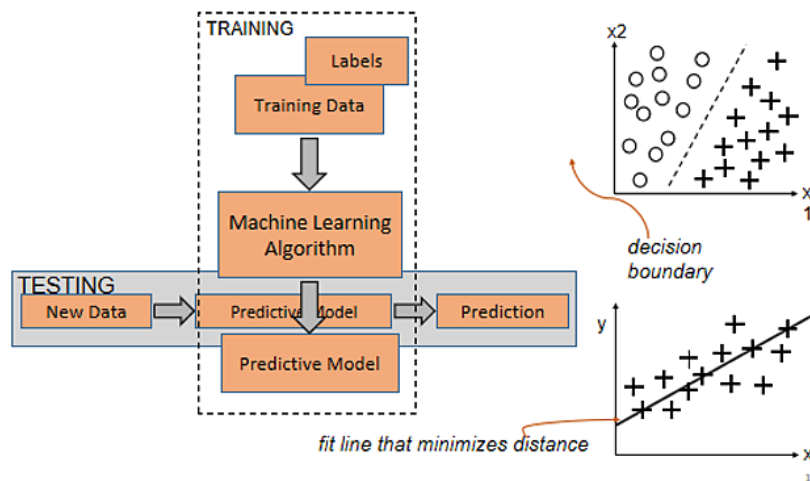 TRAINING
Labels
Training Data
Machine Learning
Algorithm
TESTING
New Data
Predictive Model
Prediction
Predictive Model
x2
x
1
decision
boundary
y
x
fit line that minimizes distance